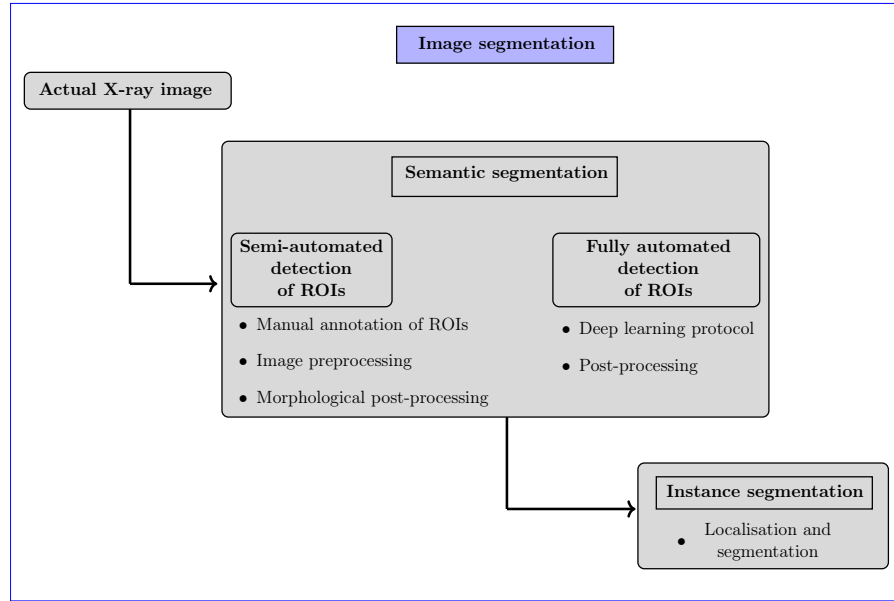 Image segmentation
Actual X-ray image
Semantic segmentation
Semi-automated
detection
of ROIs
• Manual annotation of ROIs
• Image preprocessing
• Morphological post-processing
Fully automated
detection
of ROIs
• Deep learning protocol
• Post-processing
Instance segmentation
• Localisation and
segmentation